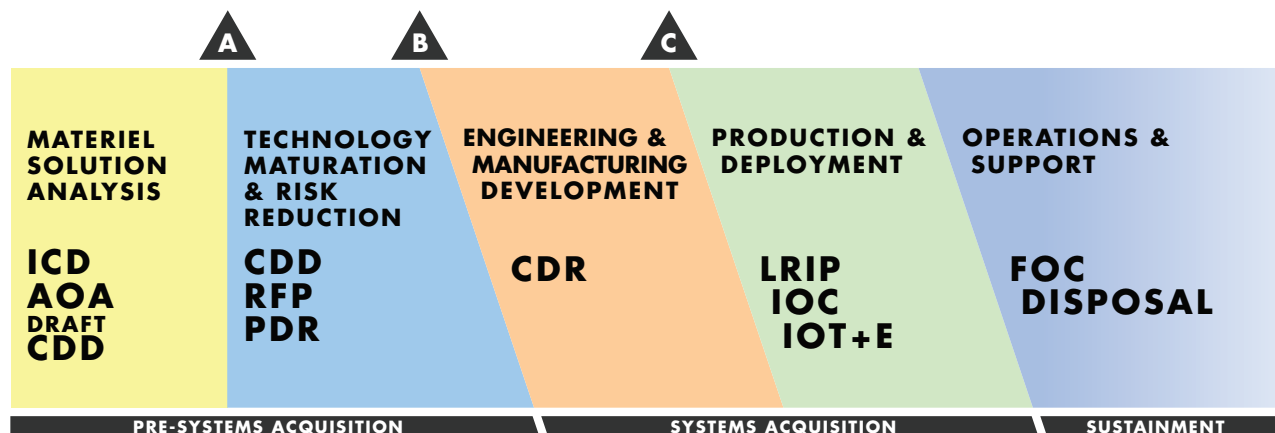 A
B
C
MATERIEL
SOLUTION
ANALYSIS
ICD
AOA
DRAFT
CDD
TECHNOLOGY
MATURATION
& RISK
REDUCTION
CDD
RFP
PDR
ENGINEERING &
MANUFACTURING
DEVELOPMENT
CDR
PRODUCTION &
DEPLOYMENT
LRIP
IOC
IOT+E
OPERATIONS &
SUPPORT
FOC
DISPOSAL
PRE-SYSTEMS ACQUISITION
SYSTEMS ACQUISITION
SUSTAINMENT